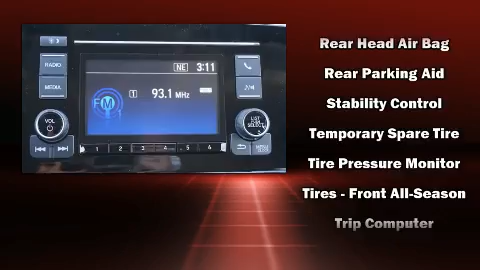 RADIO
MEDIA
VOL
NE 3:11
FM
1 93.1 MHz
LIST
SELECT
1 2 3 4 5 6
Rear Head Air Bag
Rear Parking Aid
Stability Control
Temporary Spare Tire
Tire Pressure Monitor
Tires - Front All-Season
Trip Computer